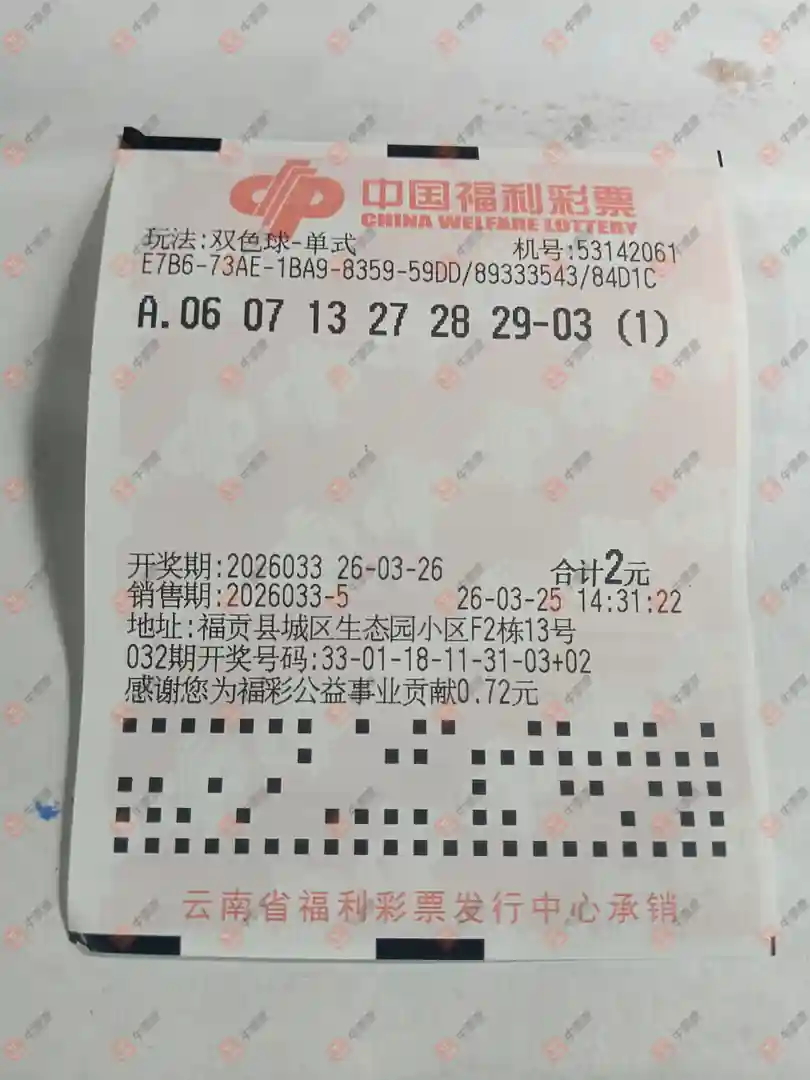 中国福利彩票
CHINA WELFARE LOTTERY
玩法:双色球-单式 机号:53142061
E7B6-73AE-1BA9-8359-59DD/89333543/84D1C
A.06 07 13 27 28 29-03 (1)
开奖期:2026033 26-03-26 合计2元
销售期:2026033-5 26-03-25 14:31:22
地址:福贡县城区生态园小区F2栋13号
032期开奖号码:33-01-18-11-31-03+02
感谢您为福彩公益事业贡献0.72元
云南省福利彩票发行中心承销